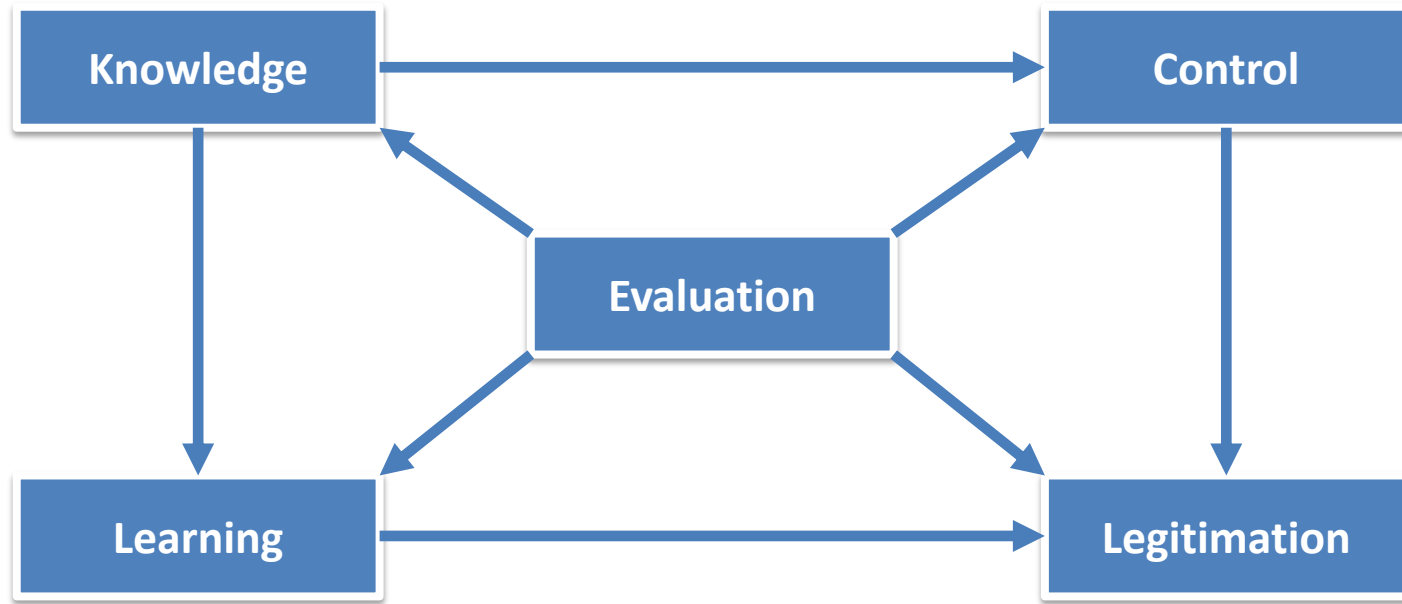 Knowledge
Control
Evaluation
Learning
Legitimation